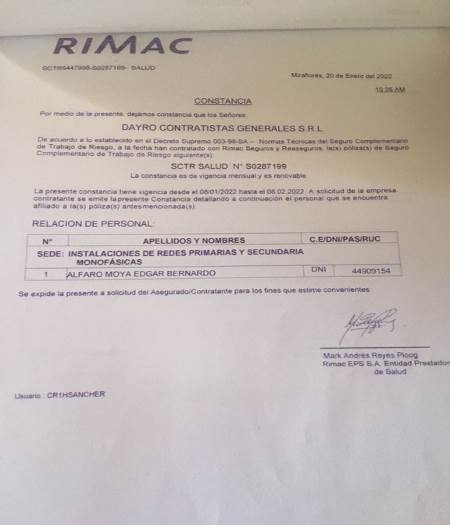 RIMAC
SCTR5447998-S0287199- SALUD
Miraflores, 20 de Enero del 2022
10:35 AM
CONSTANCIA
Por medio de la presente, dejamos constancia que los Señores:
DAYRO CONTRATISTAS GENERALES S.R.L
De acuerdo a lo establecido en el Decreto Supremo 003-98-SA – Normas Técnicas del Seguro Complementario
de Trabajo de Riesgo, a la fecha han contratado con Rimac Seguros y Reaseguros, la(s) póliza(s) de Seguro
Complementario de Trabajo de Riesgo siguiente(s):
SCTR SALUD N° S0287199
La constancia es de vigencia mensual y es renovable
La presente constancia tiene vigencia desde el 08/01/2022 hasta el 08.02.2022. A solicitud de la empresa
contratante se emite la presente Constancia detallando a continuación el personal que se encuentra
afiliado a la(s) póliza(s) antes mencionada(s).
RELACION DE PERSONAL:
N° APELLIDOS Y NOMBRES C.E/DNI/PAS/RUC
SEDE: INSTALACIONES DE REDES PRIMARIAS Y SECUNDARIA
MONOFÁSICAS
1 ALFARO MOYA EDGAR BERNARDO DNI 44909154
Se expide la presente a solicitud del Asegurado/Contratante para los fines que estime convenientes
Mark Andrés Reyes Ploog
Rimac EPS S.A. Entidad Prestador
de Salud
Usuario : CR1HSANCHER